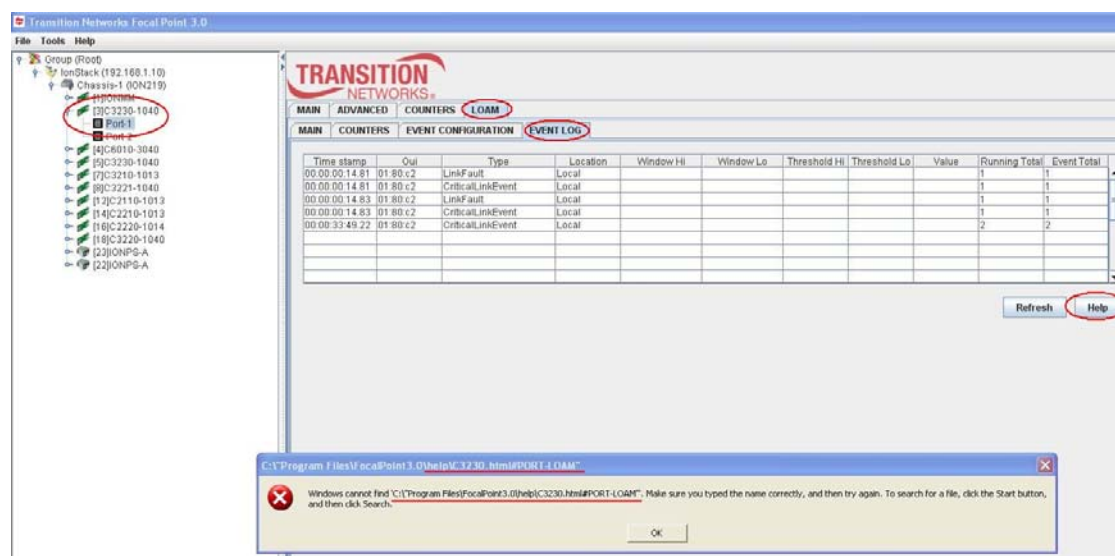 Transition Networks Focal Point 3.0
File Tools Help
Group (Root)
IonStack (192.168.1.10)
Chassis-1 (ION219)
[1]IONMM
[3]C3230-1040
Port-1
Port-2
[4]C6010-3040
[5]C3230-1040
[7]C3210-1013
[8]C3221-1040
[12]C2110-1013
[14]C2210-1013
[16]C2220-1014
[18]C3220-1040
[23]IONPS-A
[22]IONPS-A
TRANSITION
NETWORKS
MAIN ADVANCED COUNTERS LOAM
MAIN COUNTERS EVENT CONFIGURATION EVENT LOG
Time stamp Oui Type Location Window Hi Window Lo Threshold Hi Threshold Lo Value Running Total Event Total
00:00:00:14.81 01:80:c2 LinkFault Local 1 1
00:00:00:14.81 01:80:c2 CriticalLinkEvent Local 1 1
00:00:00:14.83 01:80:c2 LinkFault Local 1 1
00:00:00:14.83 01:80:c2 CriticalLinkEvent Local 1 1
00:00:33:49.22 01:80:c2 CriticalLinkEvent Local 2 2
Refresh Help
C:\"Program Files\FocalPoint3.0\help\C3230.html#PORT-LOAM"
Windows cannot find 'C:\"Program Files\FocalPoint3.0\help\C3230.html#PORT-LOAM"'. Make sure you typed the name correctly, and then try again. To search for a file, click the Start button,
and then click Search.
OK